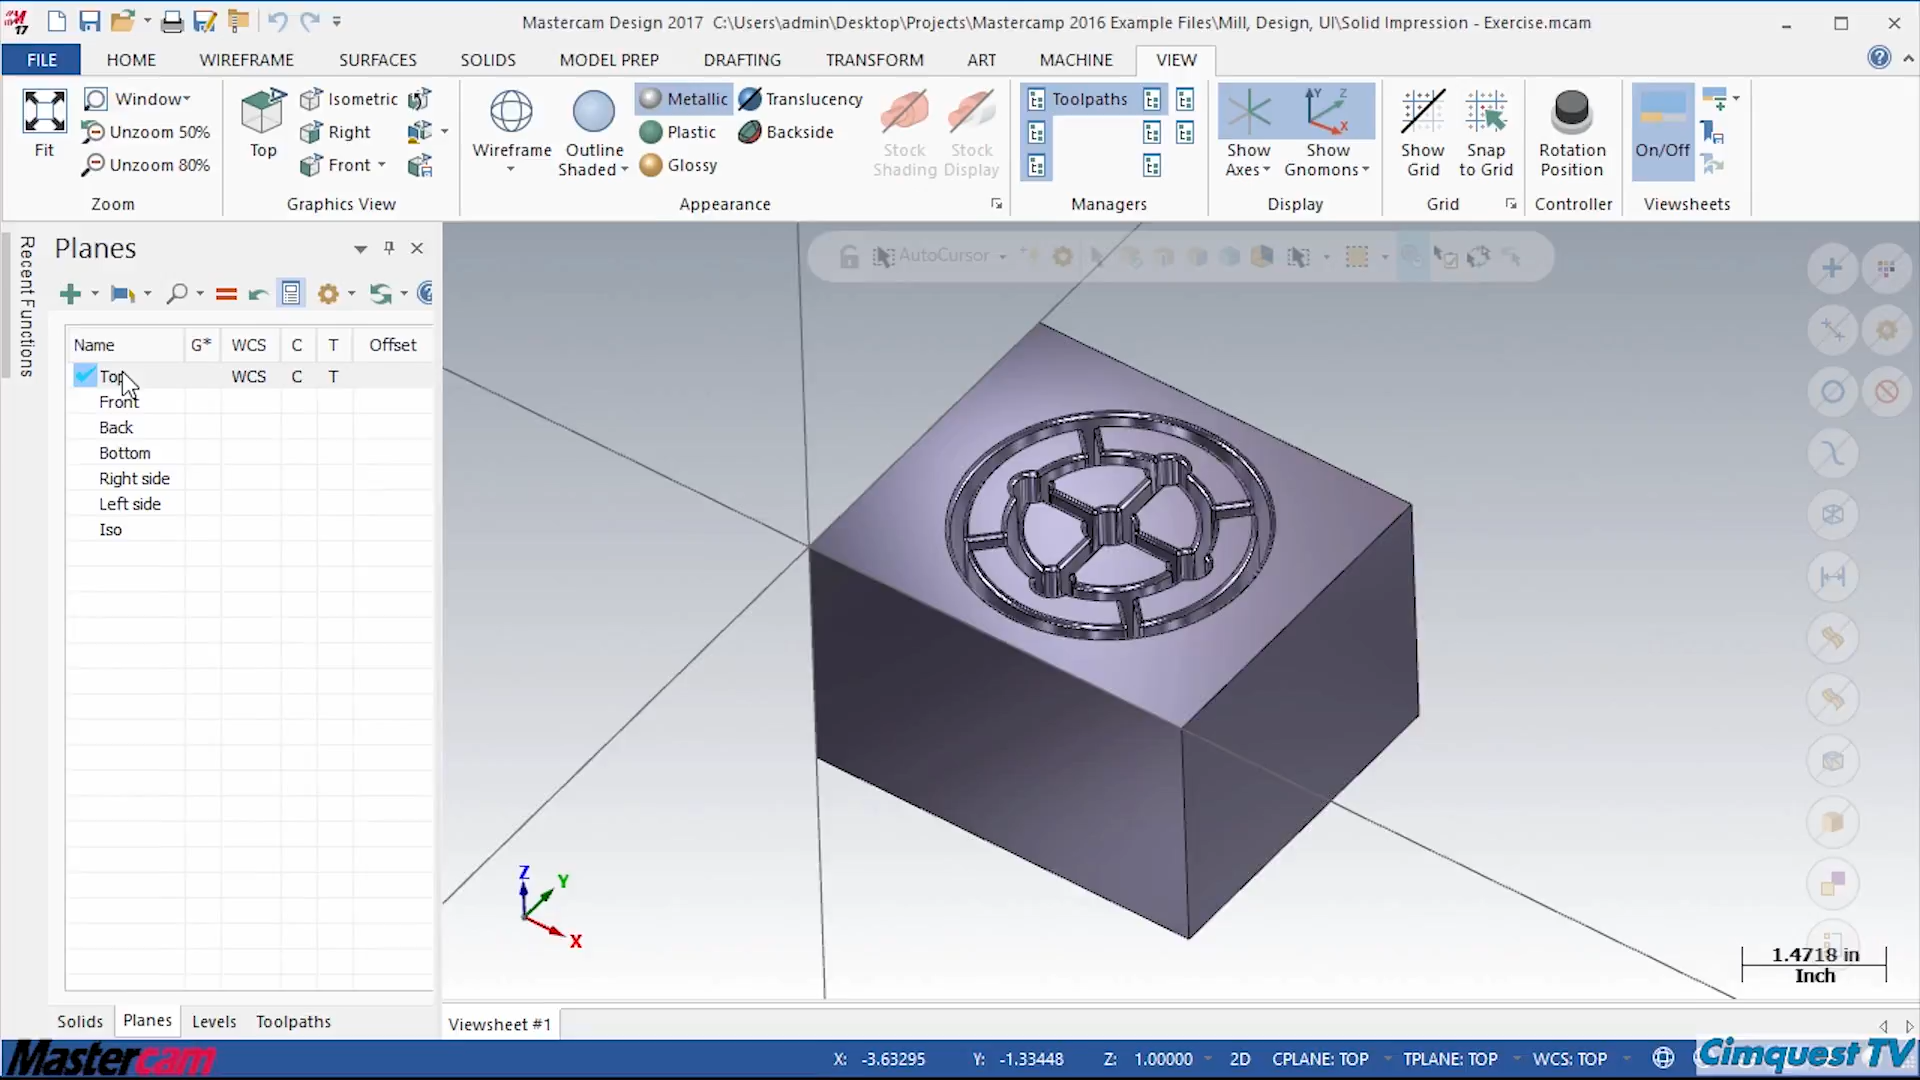 17
Mastercam Design 2017 C:\Users\admin\Desktop\Projects\Mastercamp 2016 Example Files\Mill, Design, UI\Solid Impression - Exercise.mcam
FILE HOME WIREFRAME SURFACES SOLIDS MODEL PREP DRAFTING TRANSFORM ART MACHINE VIEW
Fit
Window
Unzoom 50%
Unzoom 80%
Zoom
Top
Isometric
Right
Front
Graphics View
Wireframe
Outline
Shaded
Metallic
Plastic
Glossy
Translucency
Backside
Stock
Shading
Stock
Display
Appearance
Toolpaths
Managers
Show
Axes
Y Z
X
Show
Gnomons
Display
Show
Grid
Snap
to Grid
Grid
Rotation
Position
Controller
On/Off
Viewsheets
Recent Functions
Planes
Name G* WCS C T Offset
Top WCS C T
Front
Back
Bottom
Right side
Left side
Iso
Solids Planes Levels Toolpaths
AutoCursor
Z
Y
X
1.4718 in
Inch
Viewsheet #1
Mastercam
X: -3.63295 Y: -1.33448 Z: 1.00000 2D CPLANE: TOP TPLANE: TOP WCS: TOP
Cimquest TV